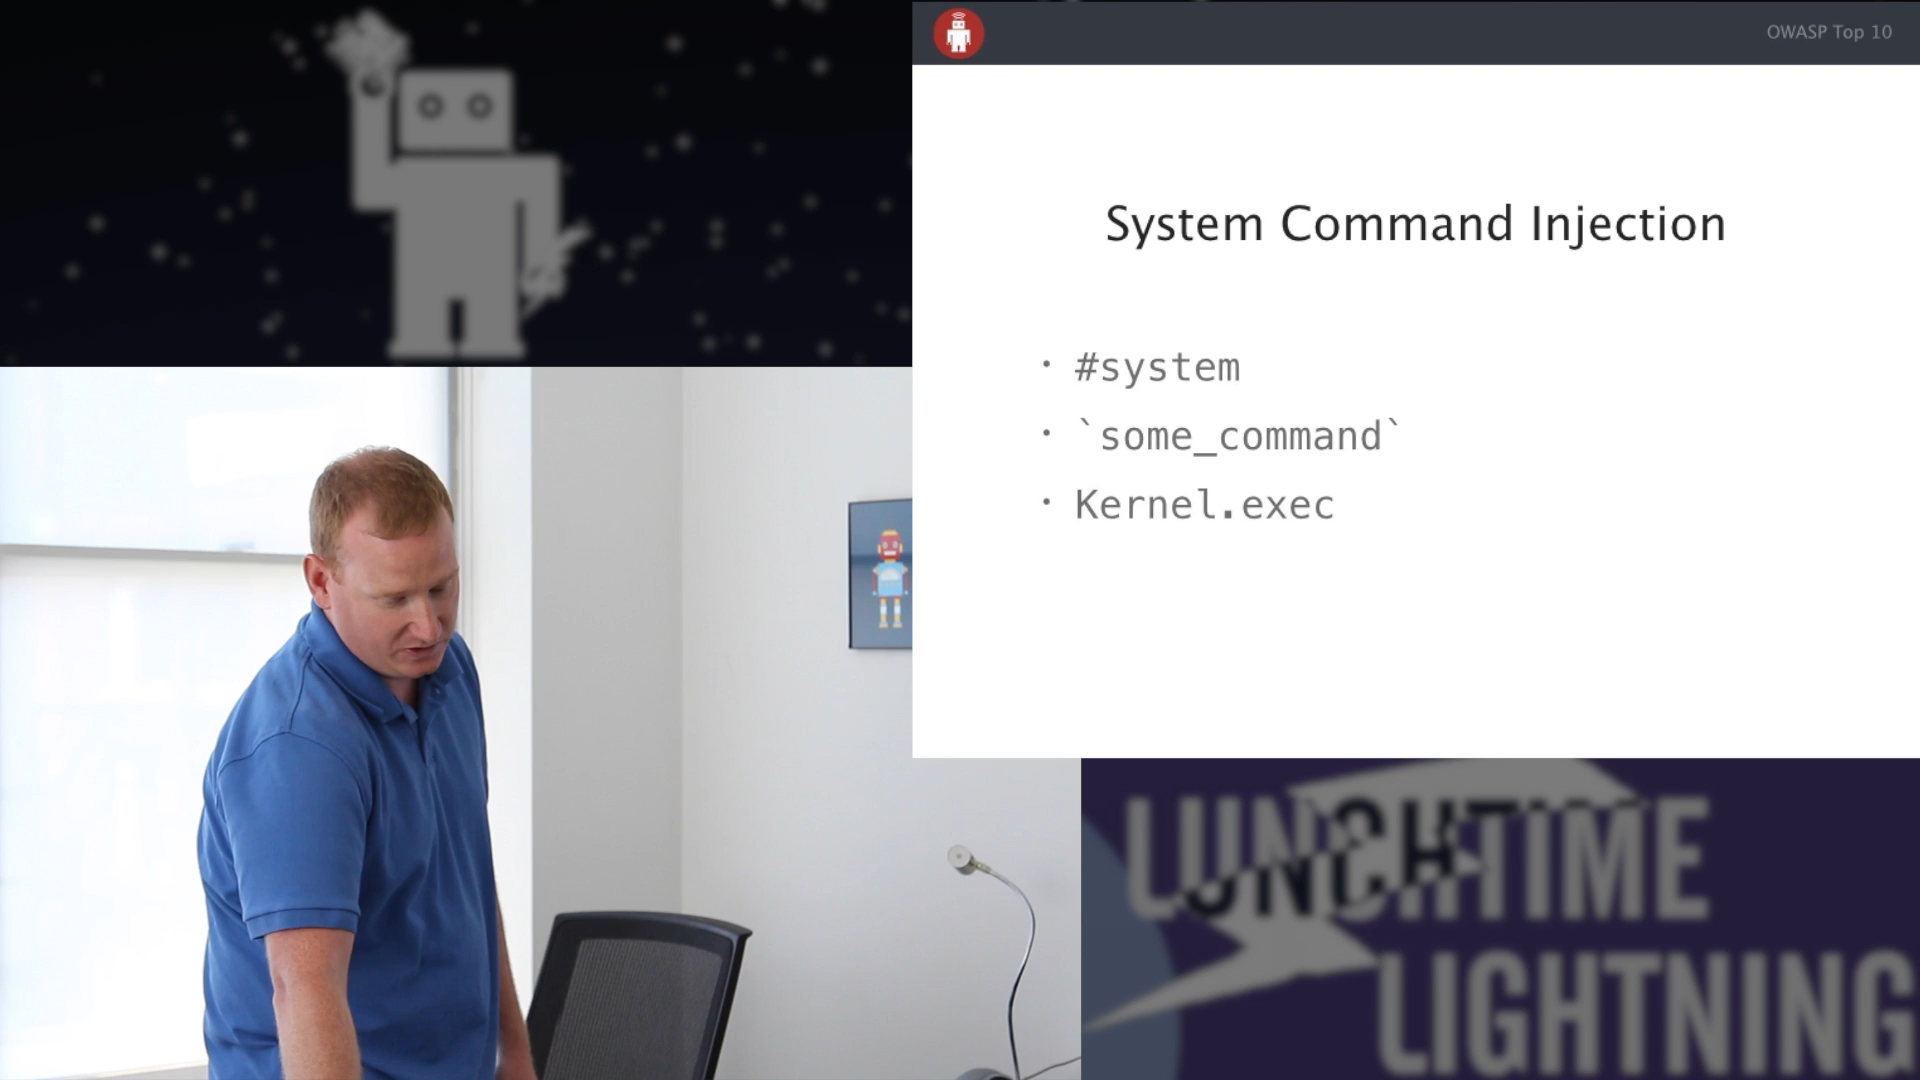 OWASP Top 10
System Command Injection
• #system
• `some_command`
• Kernel.exec
LUNCHTIME
LIGHTNING